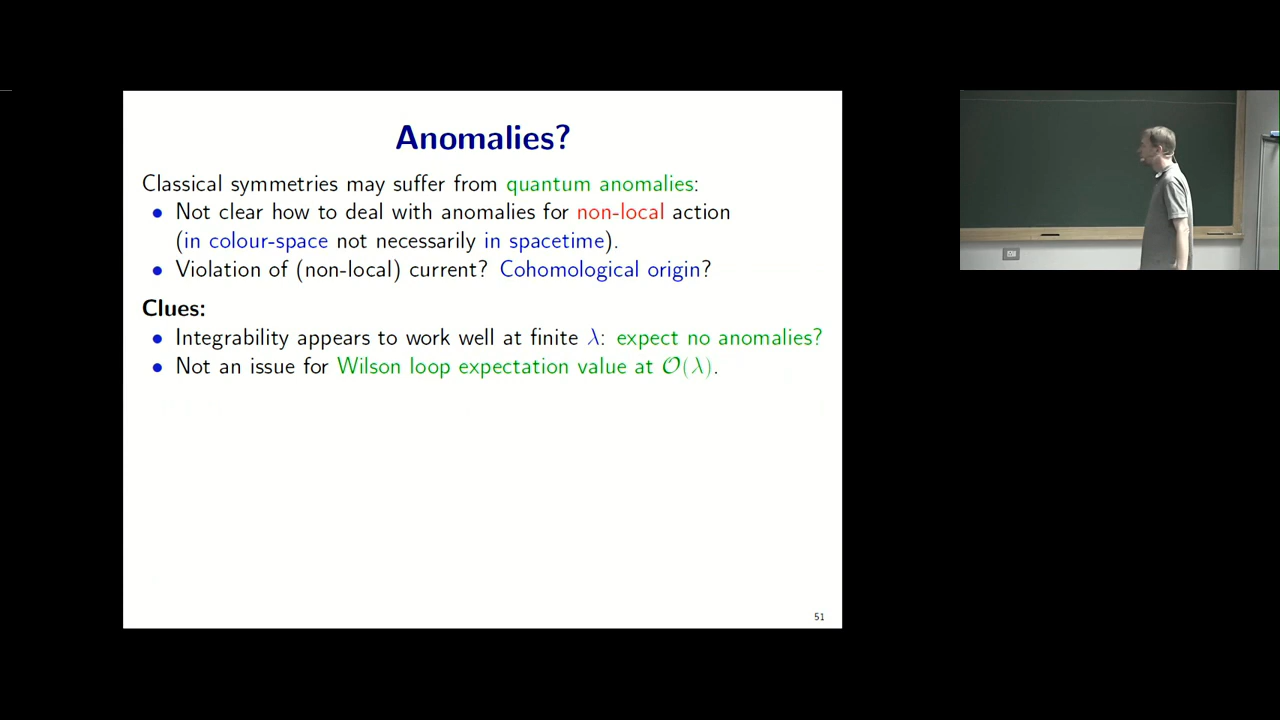 Anomalies?
Classical symmetries may suffer from quantum anomalies:
• Not clear how to deal with anomalies for non-local action
(in colour-space not necessarily in spacetime).
• Violation of (non-local) current? Cohomological origin?
Clues:
• Integrability appears to work well at finite λ: expect no anomalies?
• Not an issue for Wilson loop expectation value at 𝒪(λ).
51